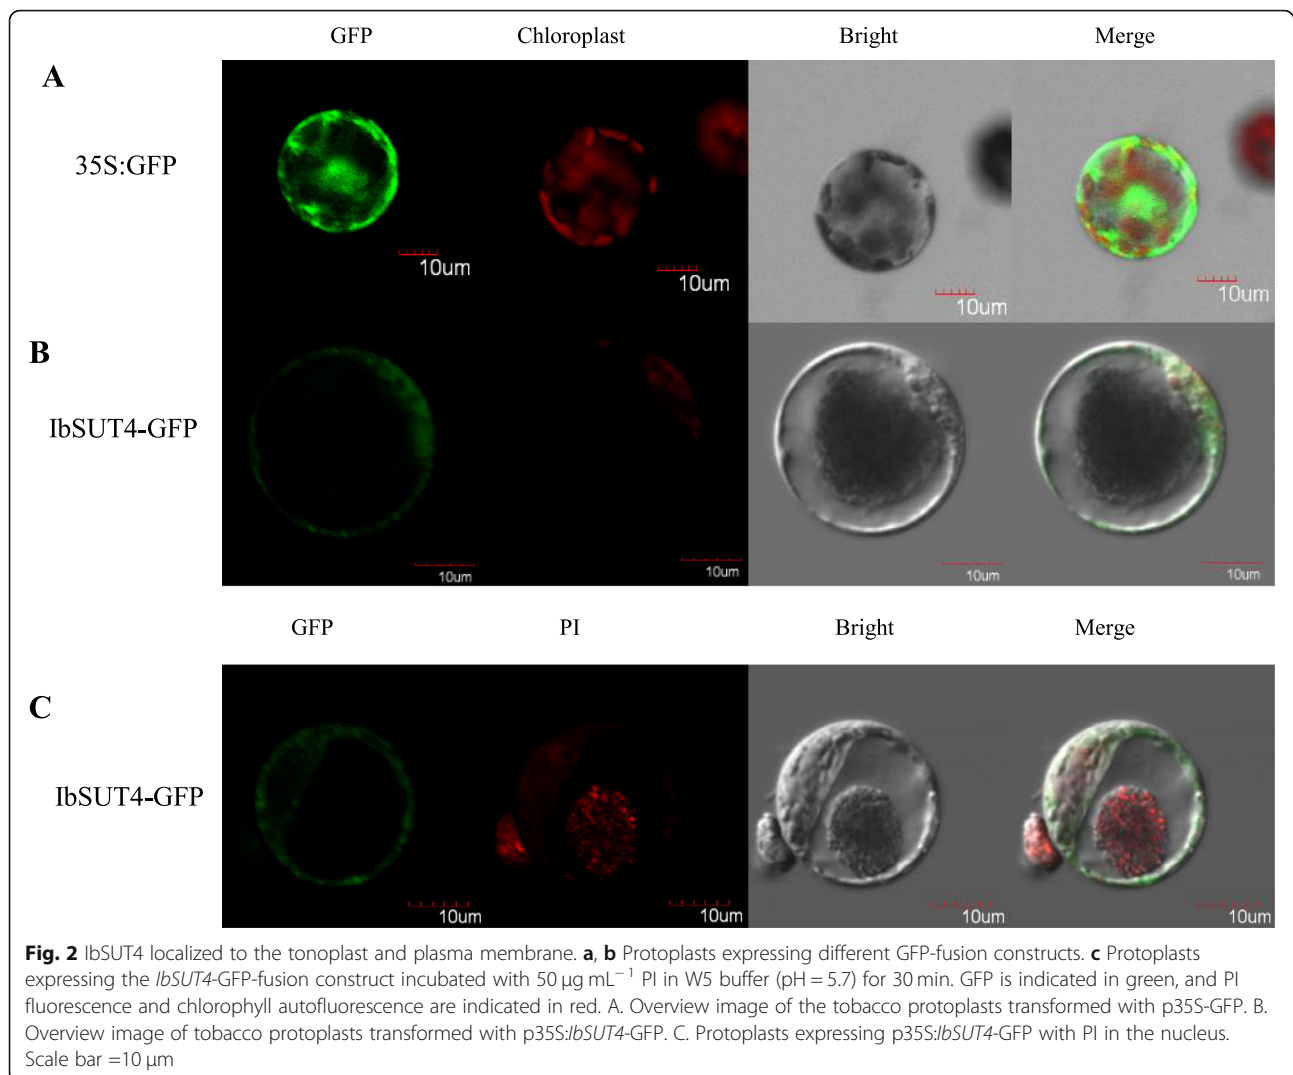 GFP Chloroplast Bright Merge
A
35S:GFP
10um 10um 10um 10um
B
IbSUT4-GFP
10um 10um 10um 10um
GFP PI Bright Merge
C
IbSUT4-GFP
10um 10um 10um 10um
Fig. 2 IbSUT4 localized to the tonoplast and plasma membrane. a, b Protoplasts expressing different GFP-fusion constructs. c Protoplasts
expressing the IbSUT4-GFP-fusion construct incubated with 50 μg mL⁻¹ PI in W5 buffer (pH = 5.7) for 30 min. GFP is indicated in green, and PI
fluorescence and chlorophyll autofluorescence are indicated in red. A. Overview image of the tobacco protoplasts transformed with p35S-GFP. B.
Overview image of tobacco protoplasts transformed with p35S:IbSUT4-GFP. C. Protoplasts expressing p35S:IbSUT4-GFP with PI in the nucleus.
Scale bar =10 μm